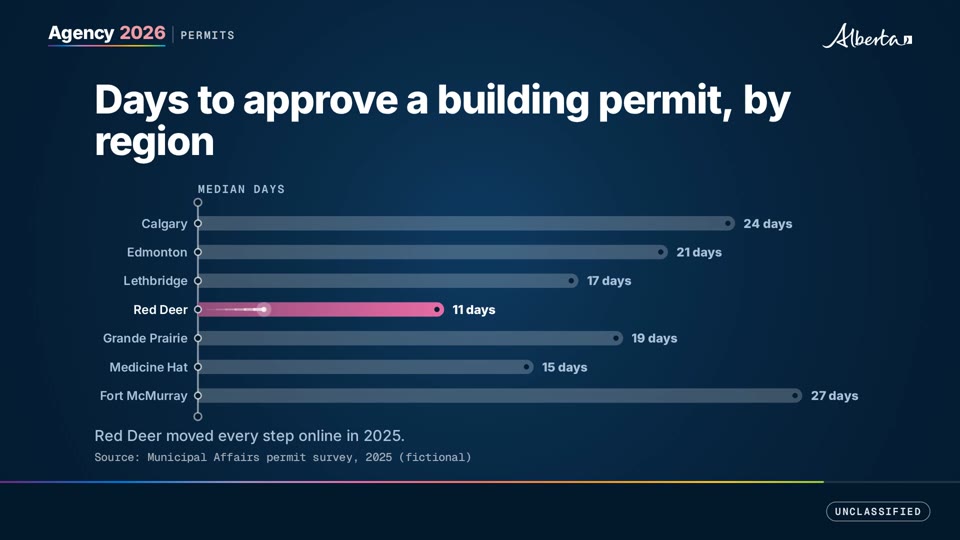 Agency 2026 | PERMITS
Alberta
Days to approve a building permit, by
region
MEDIAN DAYS
Calgary 24 days
Edmonton 21 days
Lethbridge 17 days
Red Deer 11 days
Grande Prairie 19 days
Medicine Hat 15 days
Fort McMurray 27 days
Red Deer moved every step online in 2025.
Source: Municipal Affairs permit survey, 2025 (fictional)
UNCLASSIFIED